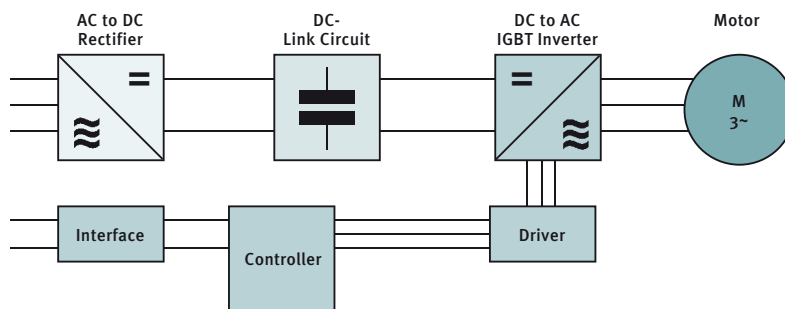 AC to DC
Rectifier
DC-
Link Circuit
DC to AC
IGBT Inverter
Motor
M
3~
Interface
Controller
Driver